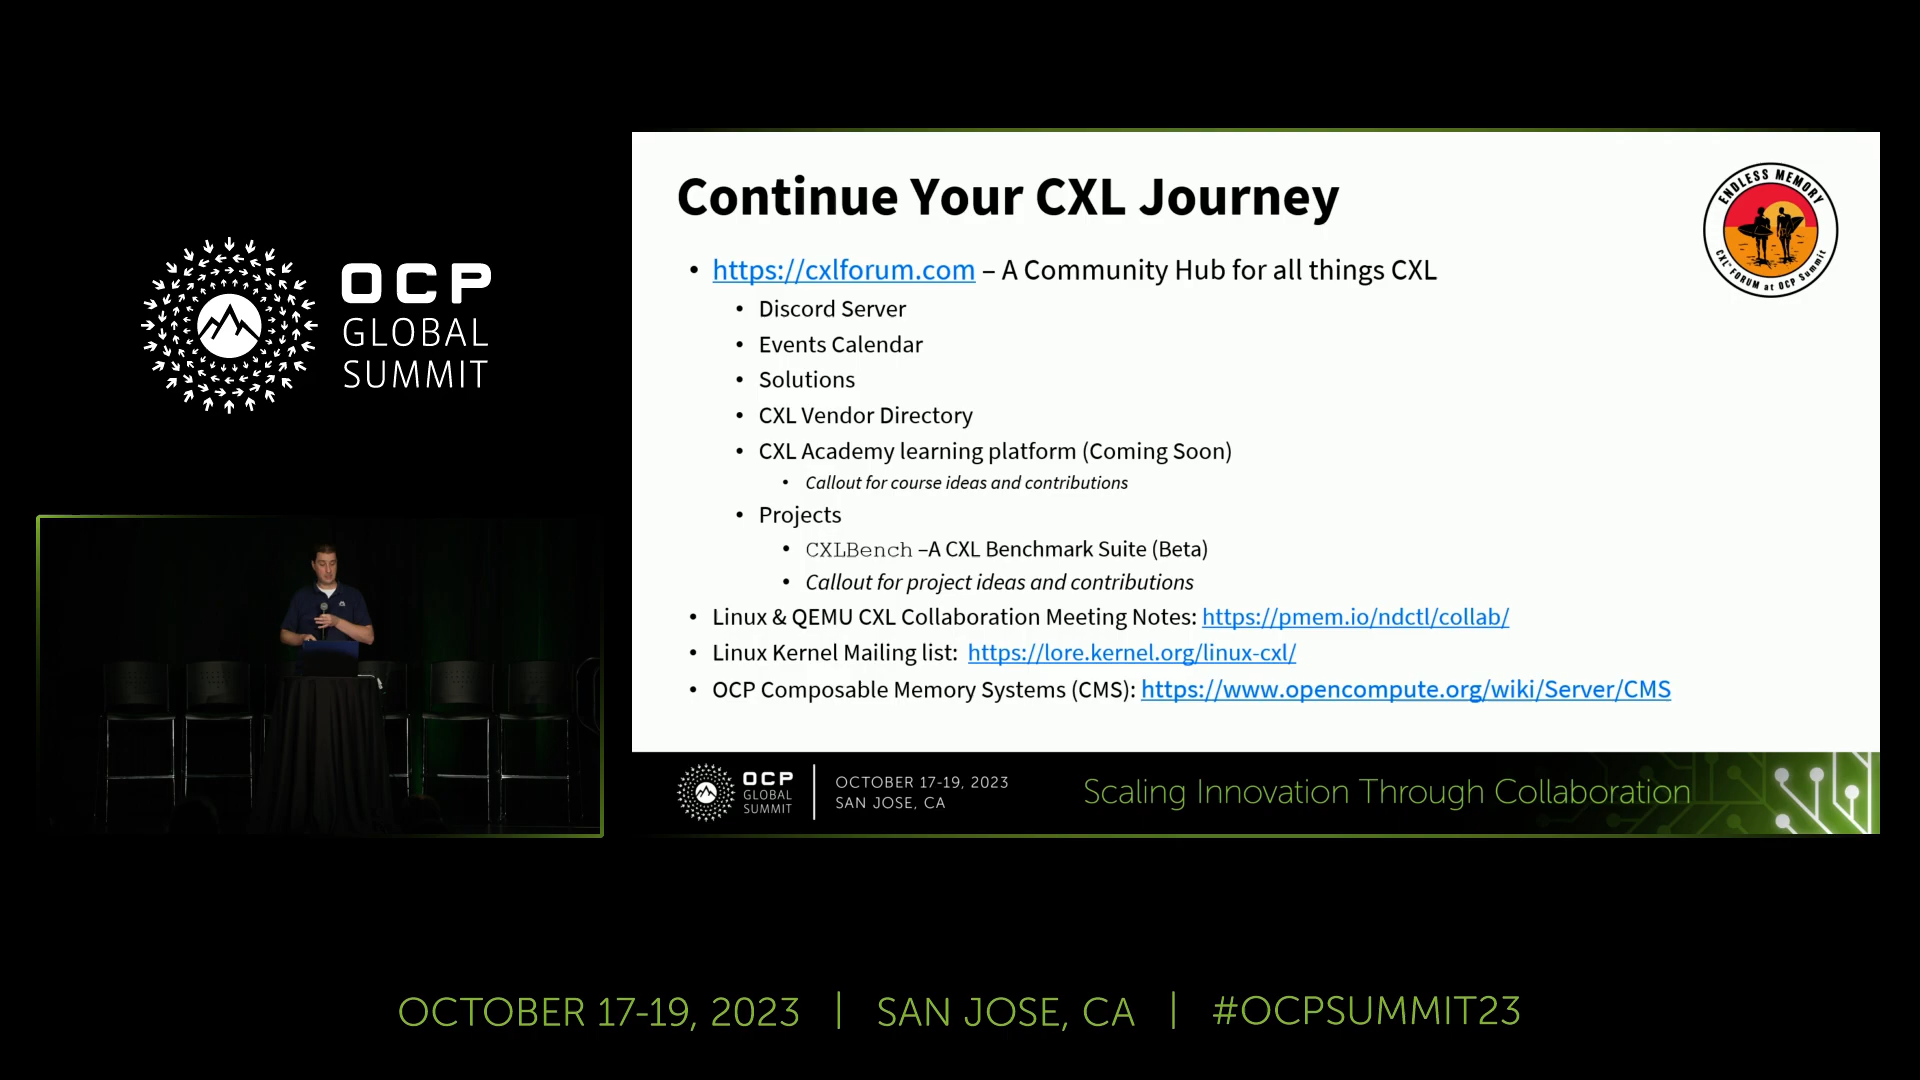 OCP
GLOBAL
SUMMIT
Continue Your CXL Journey
ENDLESS MEMORY
CXL™ FORUM at OCP Summit
• https://cxlforum.com – A Community Hub for all things CXL
• Discord Server
• Events Calendar
• Solutions
• CXL Vendor Directory
• CXL Academy learning platform (Coming Soon)
• Callout for course ideas and contributions
• Projects
• CXLBench –A CXL Benchmark Suite (Beta)
• Callout for project ideas and contributions
• Linux & QEMU CXL Collaboration Meeting Notes: https://pmem.io/ndctl/collab/
• Linux Kernel Mailing list: https://lore.kernel.org/linux-cxl/
• OCP Composable Memory Systems (CMS): https://www.opencompute.org/wiki/Server/CMS
OCP
GLOBAL
SUMMIT
OCTOBER 17-19, 2023
SAN JOSE, CA
Scaling Innovation Through Collaboration
OCTOBER 17-19, 2023 | SAN JOSE, CA | #OCPSUMMIT23